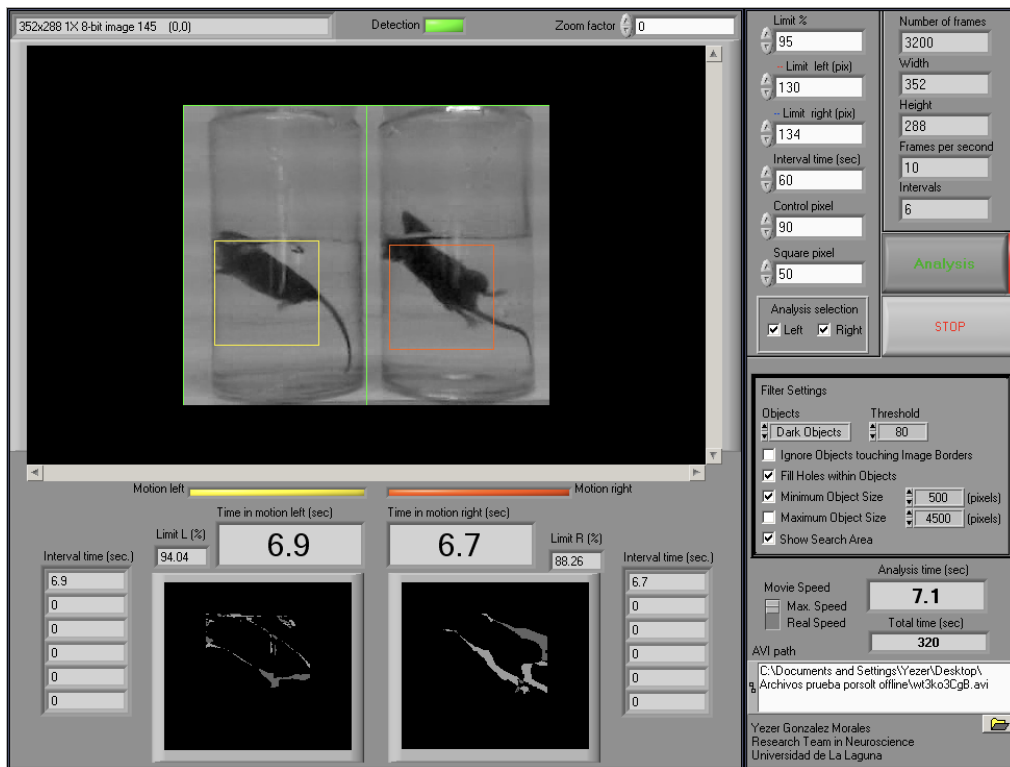 352x288 1X 8-bit image 145 (0,0)
Detection
Zoom factor
0
Limit %
95
-- Limit left (pix)
130
-- Limit right (pix)
134
Interval time (sec)
60
Control pixel
90
Square pixel
50
Analysis selection
Left
Right
Number of frames
3200
Width
352
Height
288
Frames per second
10
Intervals
6
Analysis
STOP
Filter Settings
Objects
Threshold
Dark Objects
80
Ignore Objects touching Image Borders
Fill Holes within Objects
Minimum Object Size
500
(pixels)
Maximum Object Size
4500
(pixels)
Show Search Area
Motion left
Motion right
Time in motion left (sec)
Time in motion right (sec)
Limit L (%)
94.04
6.9
6.7
Limit R (%)
88.26
Interval time (sec.)
6.9
0
0
0
0
0
Interval time (sec.)
6.7
0
0
0
0
0
Movie Speed
Max. Speed
Real Speed
Analysis time (sec)
7.1
Total time (sec)
320
AVI path
C:\Documents and Settings\Yezer\Desktop\
Archivos prueba porsolt offline\wt3ko3CgB.avi
Yezer Gonzalez Morales
Research Team in Neuroscience
Universidad de La Laguna